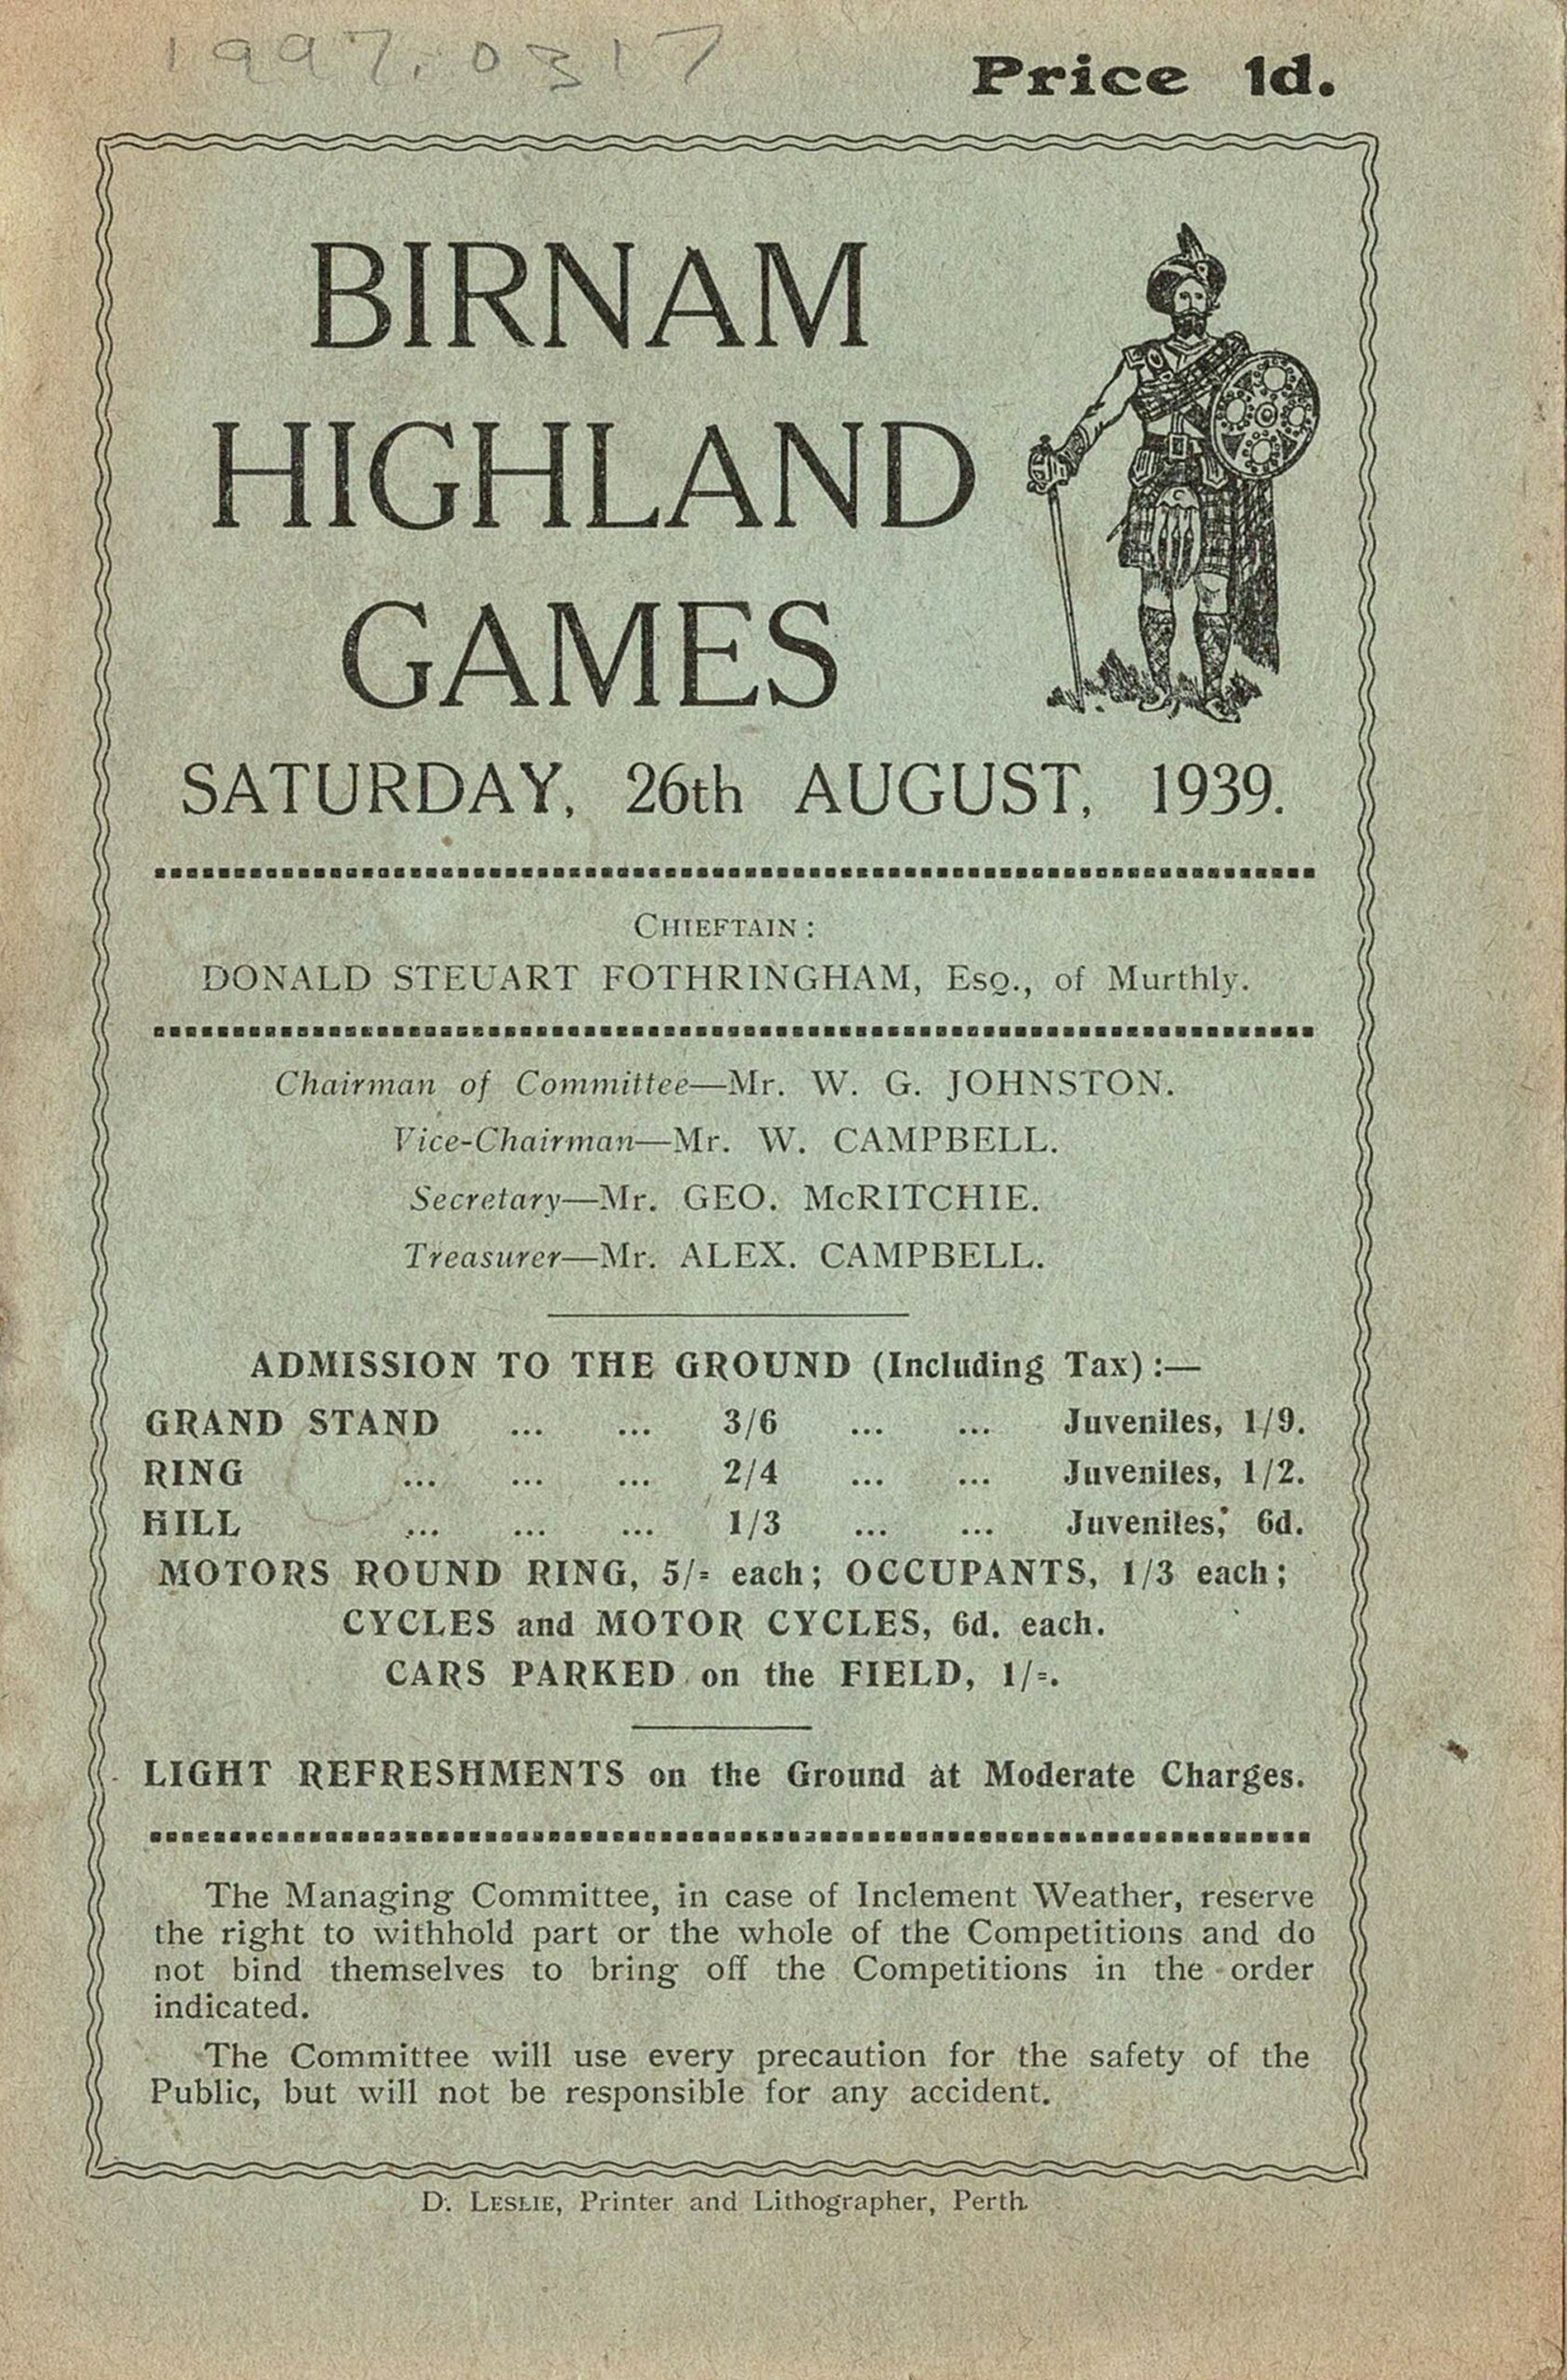 1997.0317
Price 1d.
BIRNAM
HIGHLAND
GAMES
SATURDAY, 26th AUGUST, 1939.
CHIEFTAIN :
DONALD STEUART FOTHRINGHAM, Esq., of Murthly.
Chairman of Committee—Mr. W. G. JOHNSTON.
Vice-Chairman—Mr. W. CAMPBELL.
Secretary—Mr. GEO. McRITCHIE.
Treasurer—Mr. ALEX. CAMPBELL.
ADMISSION TO THE GROUND (Including Tax) :—
GRAND STAND ... ... 3/6 ... ... Juveniles, 1/9.
RING ... ... ... 2/4 ... ... Juveniles, 1/2.
HILL ... ... ... 1/3 ... ... Juveniles, 6d.
MOTORS ROUND RING, 5/= each; OCCUPANTS, 1/3 each;
CYCLES and MOTOR CYCLES, 6d. each.
CARS PARKED on the FIELD, 1/=.
LIGHT REFRESHMENTS on the Ground at Moderate Charges.
The Managing Committee, in case of Inclement Weather, reserve
the right to withhold part or the whole of the Competitions and do
not bind themselves to bring off the Competitions in the order
indicated.
The Committee will use every precaution for the safety of the
Public, but will not be responsible for any accident.
D. LESLIE, Printer and Lithographer, Perth.